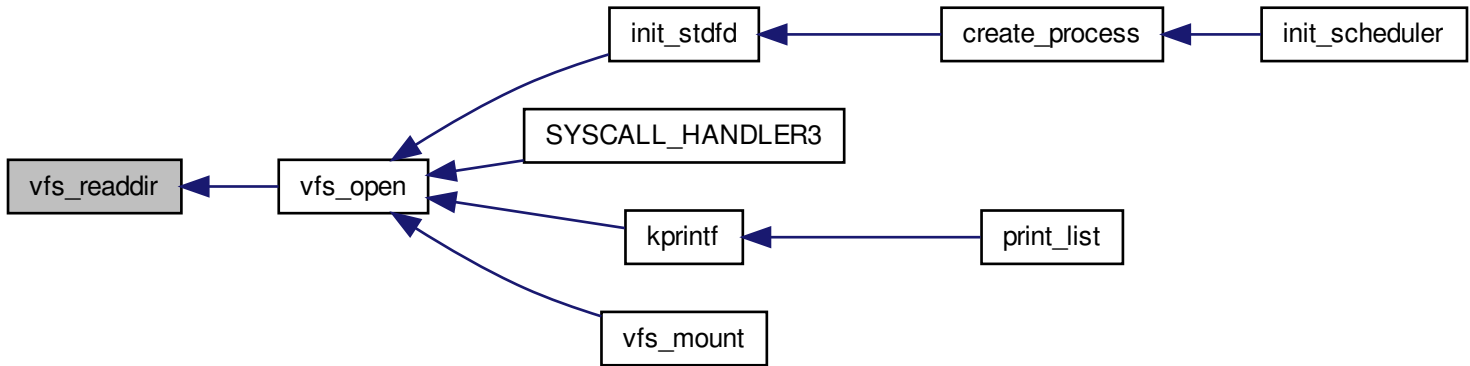 init_stdfd
create_process
init_scheduler
SYSCALL_HANDLER3
vfs_readdir
vfs_open
kprintf
print_list
vfs_mount